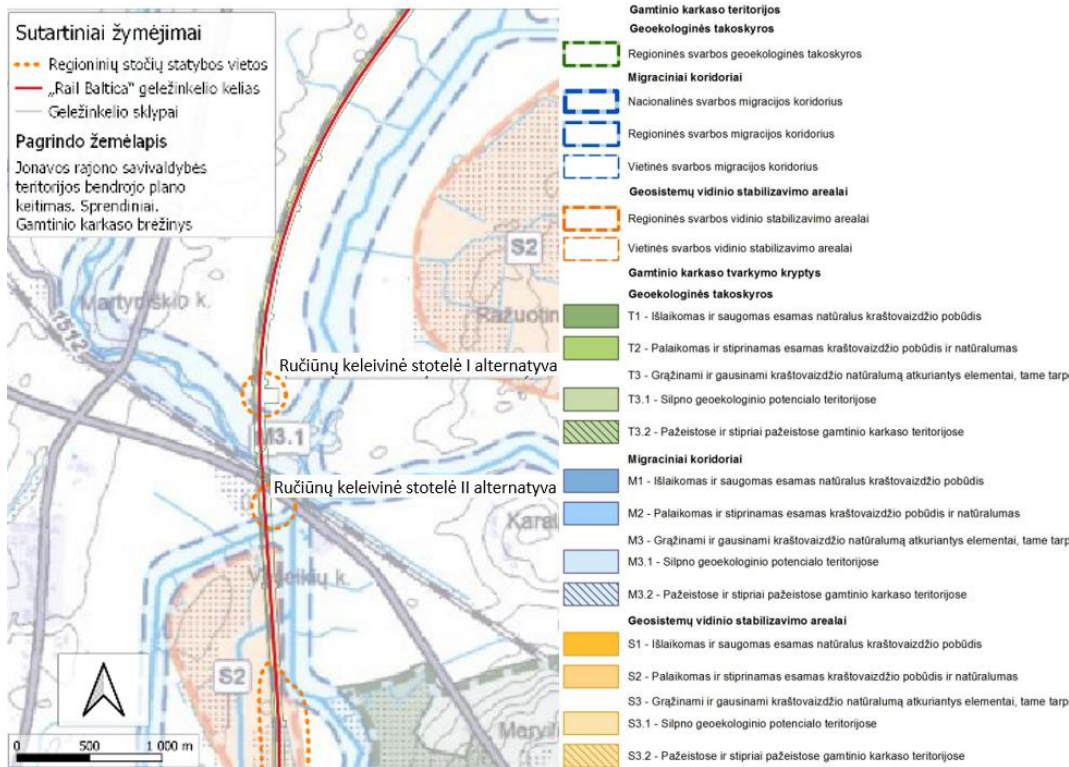 Sutartiniai žymėjimai
Regioninių stočių statybos vietos
„Rail Baltica“ geležinkelio kelias
Geležinkelio sklypai
Pagrindo žemėlapis
Jonavos rajono savivaldybės
teritorijos bendrojo plano
keitimas. Sprendiniai.
Gamtinio karkaso brėžinys
Martyniškio k.
1512
S2
Ručiūnų keleivinė stotelė I alternatyva
M3.1
Ručiūnų keleivinė stotelė II alternatyva
S2
0 500 1 000 m
Gamtinio karkaso teritorijos
Geoekologinės takoskyros
Regioninės svarbos geoekologinės takoskyros
Migraciniai koridoriai
Nacionalinės svarbos migracijos koridorius
Regioninės svarbos migracijos koridorius
Vietinės svarbos migracijos koridorius
Geosistemų vidinio stabilizavimo arealai
Regioninės svarbos vidinio stabilizavimo arealai
Vietinės svarbos vidinio stabilizavimo arealai
Gamtinio karkaso tvarkymo kryptys
Geoekologinės takoskyros
T1 - Išlaikomas ir saugomas esamas natūralus kraštovaizdžio pobūdis
T2 - Palaikomas ir stiprinamas esamas kraštovaizdžio pobūdis ir natūralumas
T3 - Grąžinami ir gausinami kraštovaizdžio natūralumą atkuriantys elementai, tame tarp
T3.1 - Silpno geoekologinio potencialo teritorijose
T3.2 - Pažeistose ir stipriai pažeistose gamtinio karkaso teritorijose
Migraciniai koridoriai
M1 - Išlaikomas ir saugomas esamas natūralus kraštovaizdžio pobūdis
M2 - Palaikomas ir stiprinamas esamas kraštovaizdžio pobūdis ir natūralumas
M3 - Grąžinami ir gausinami kraštovaizdžio natūralumą atkuriantys elementai, tame tarp
M3.1 - Silpno geoekologinio potencialo teritorijose
M3.2 - Pažeistose ir stipriai pažeistose gamtinio karkaso teritorijose
Geosistemų vidinio stabilizavimo arealai
S1 - Išlaikomas ir saugomas esamas natūralus kraštovaizdžio pobūdis
S2 - Palaikomas ir stiprinamas esamas kraštovaizdžio pobūdis ir natūralumas
S3 - Grąžinami ir gausinami kraštovaizdžio natūralumą atkuriantys elementai, tame tarp
S3.1 - Silpno geoekologinio potencialo teritorijose
S3.2 - Pažeistose ir stipriai pažeistose gamtinio karkaso teritorijose